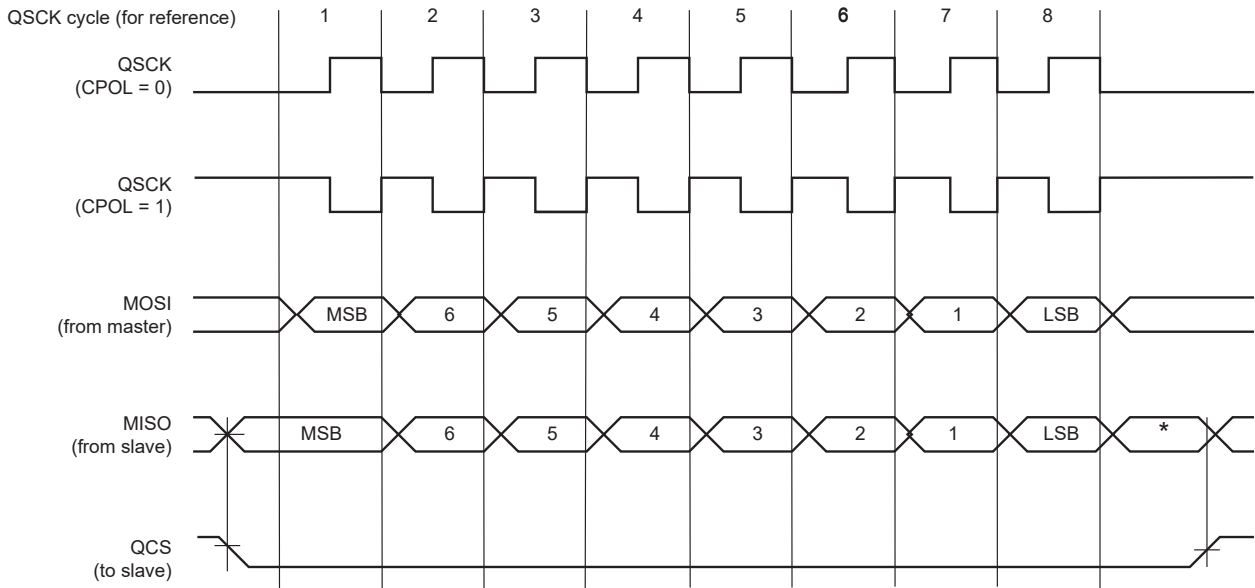 QSCK cycle (for reference) 1 2 3 4 5 6 7 8
QSCK
(CPOL = 0)
QSCK
(CPOL = 1)
MOSI
(from master)
MSB 6 5 4 3 2 1 LSB
MISO
(from slave)
MSB 6 5 4 3 2 1 LSB *
QCS
(to slave)